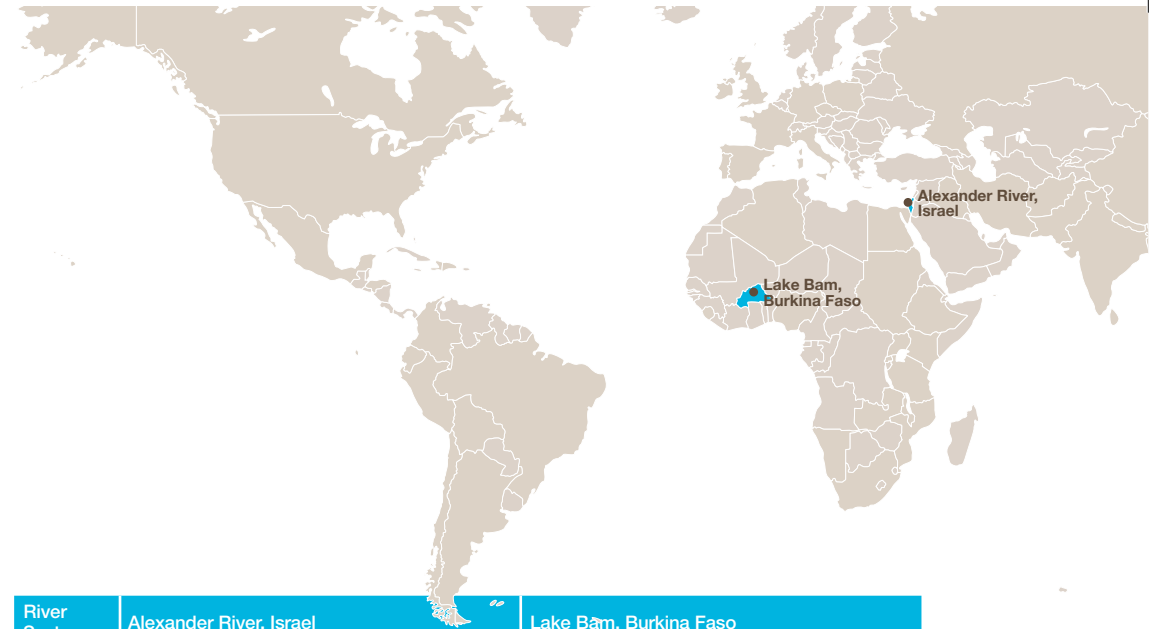 Alexander River,
Israel
Lake Bam,
Burkina Faso
River
Alexander River, Israel
Lake Bam, Burkina Faso